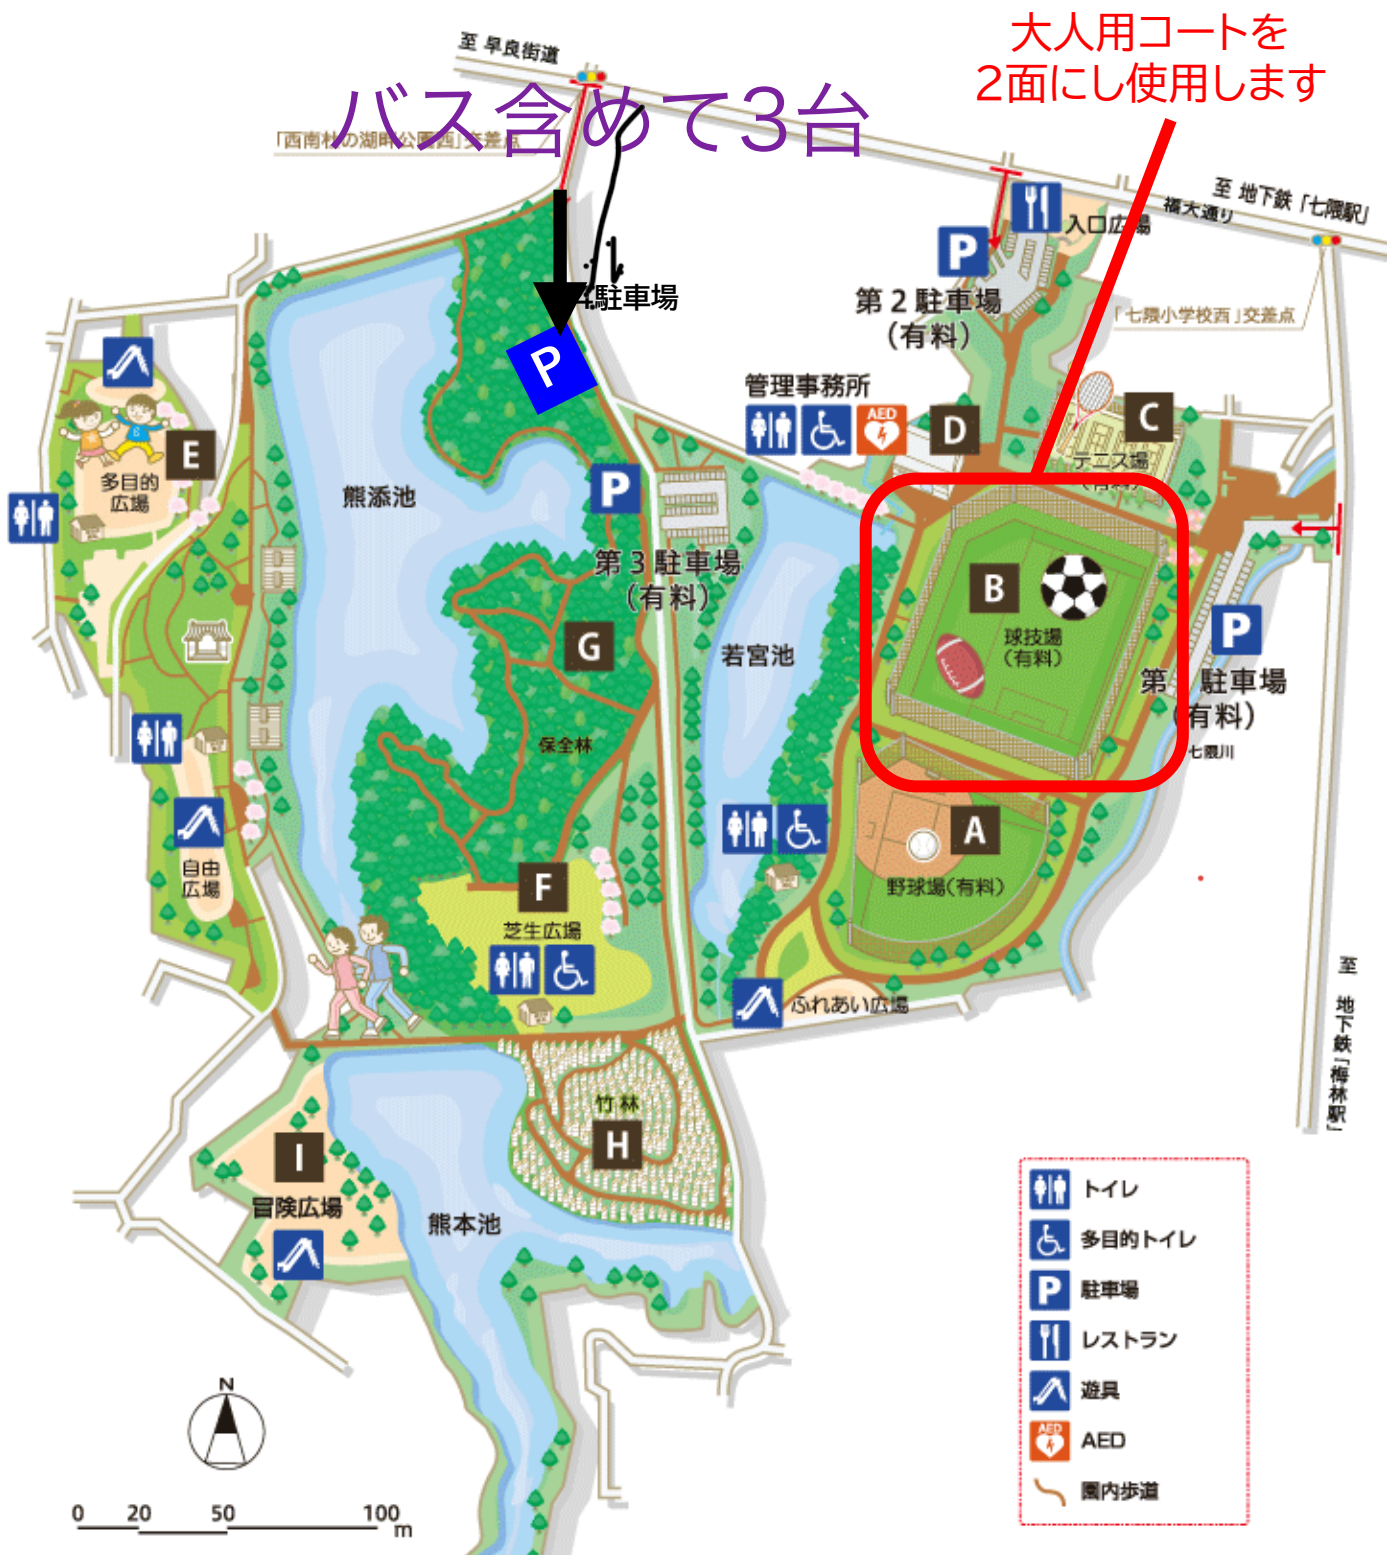 大人用コートを
2面にし使用します
至 早良街道
バス含めて3台
「西南杜の湖畔公園西」交差点
至 地下鉄「七隈駅」
福大通り
入口広場
P
第2駐車場
(有料)
「七隈小学校西」交差点
駐車場
P
管理事務所
AED
D
C
テニス場
(有料)
E
多目的
広場
熊添池
P
第3駐車場
(有料)
B
球技場
(有料)
P
第 駐車場
(有料)
七隈川
G
若宮池
保全林
自由
広場
A
野球場(有料)
F
芝生広場
ふれあい広場
至 地下鉄「梅林駅」
竹林
H
I
冒険広場
熊本池
トイレ
多目的トイレ
P 駐車場
レストラン
遊具
AED AED
園内歩道
N
0 20 50 100m